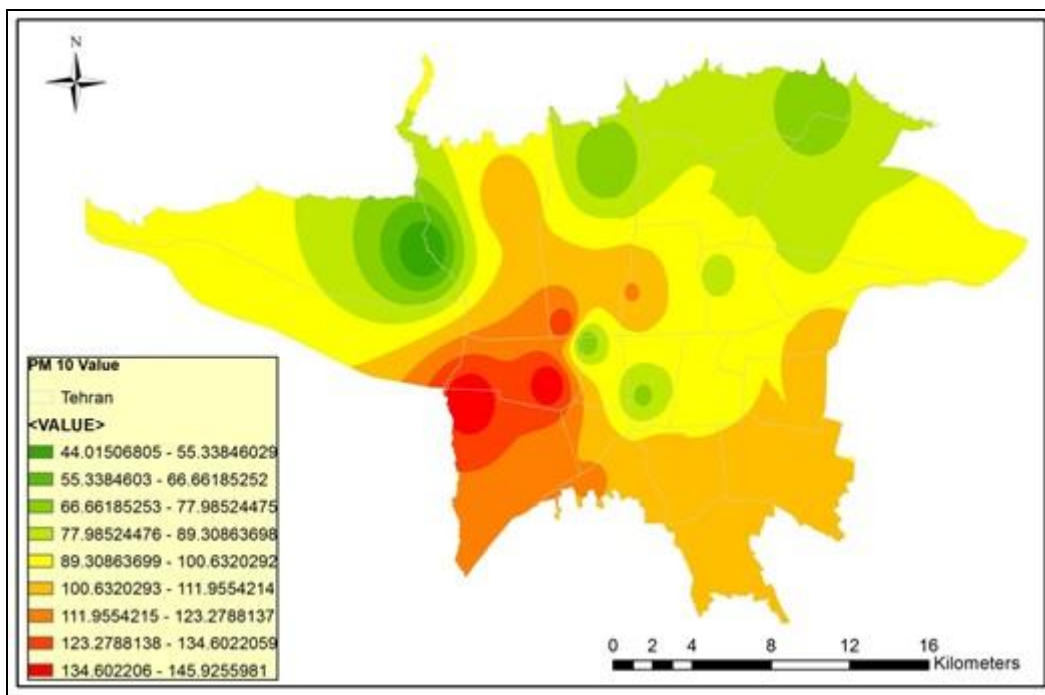 N
PM 10 Value
Tehran
<VALUE>
44.01506805 - 55.33846029
55.3384603 - 66.66185252
66.66185253 - 77.98524475
77.98524476 - 89.30863698
89.30863699 - 100.6320292
100.6320293 - 111.9554214
111.9554215 - 123.2788137
123.2788138 - 134.6022059
134.602206 - 145.9255981
0 2 4 8 12 16
Kilometers